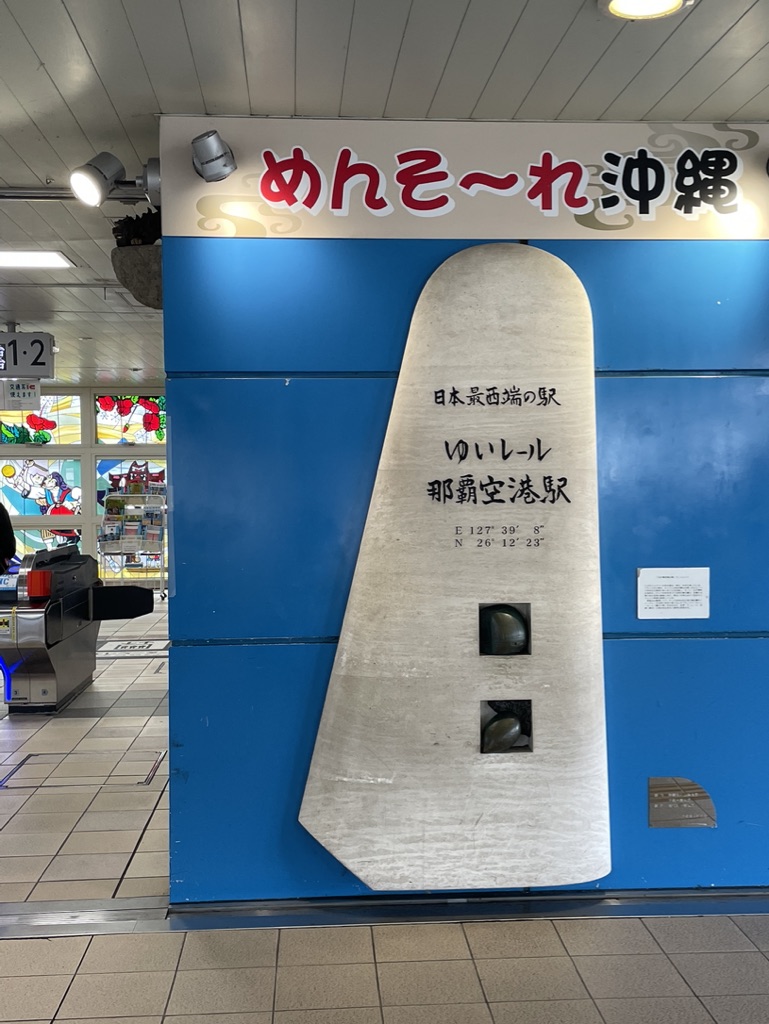 めんそ〜れ沖縄
1・2
日本最西端の駅
ゆいレール
那覇空港駅
E 127° 39′ 8″
N 26° 12′ 23″